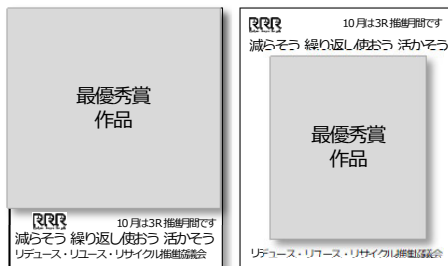 最優秀賞
作品
RRR 10月は3R推進月間です
減らそう 繰り返し使おう 活かそう
リデュース・リユース・リサイクル推進協議会
RRR 10月は3R推進月間です
減らそう 繰り返し使おう 活かそう
最優秀賞
作品
リデュース・リユース・リサイクル推進協議会